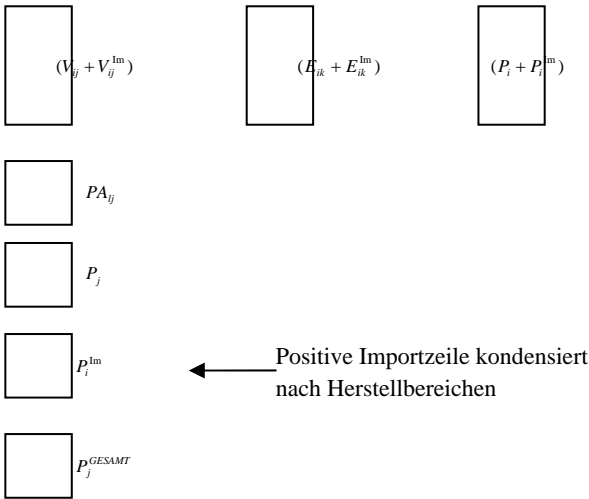 (V_ij + V_ij^Im) (E_ik + E_ik^Im) (P_i + P_i^Im)
PA_lj
P_j
P_i^Im
Positive Importzeile kondensiert
nach Herstellbereichen
P_j^GESAMT